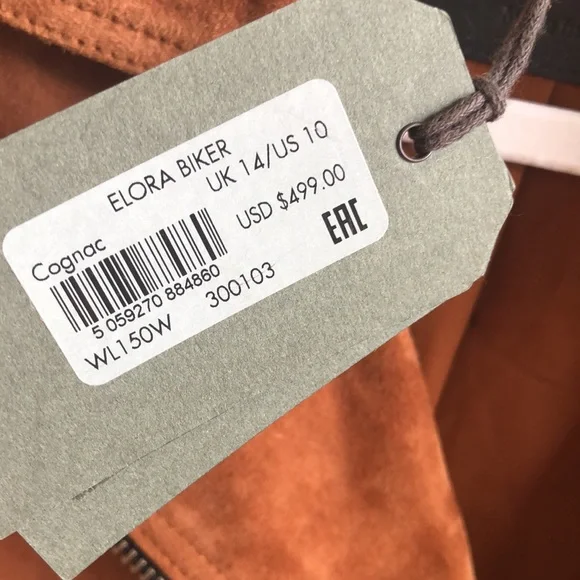 ELORA BIKER
UK 14/US 10
Cognac
USD $499.00
5 059270 884860
EAC
WL150W 300103